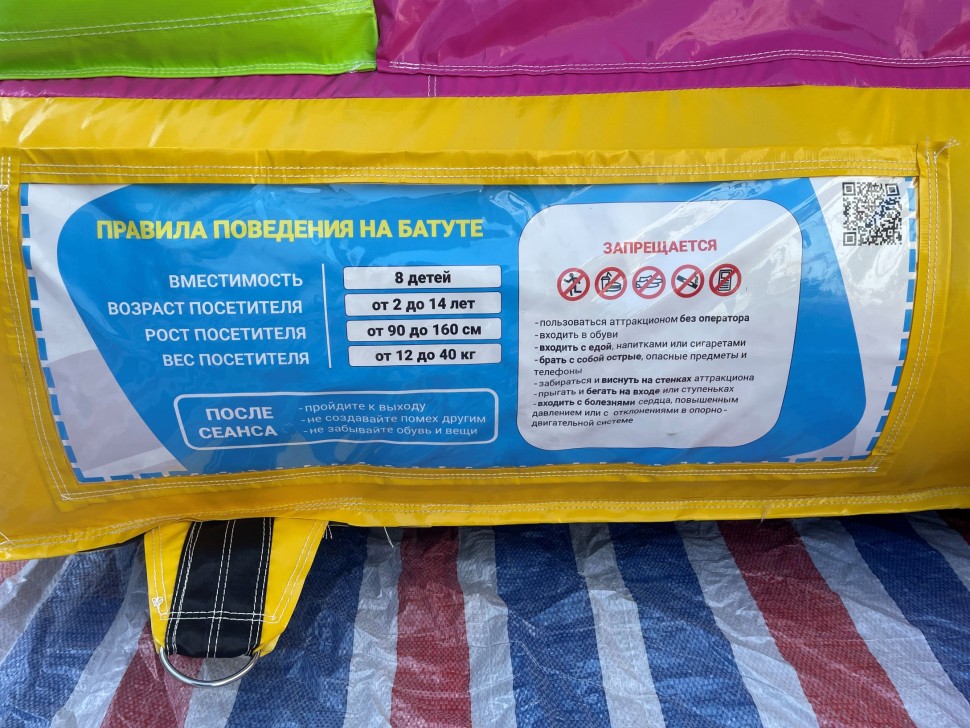 ПРАВИЛА ПОВЕДЕНИЯ НА БАТУТЕ
ВМЕСТИМОСТЬ 8 детей
ВОЗРАСТ ПОСЕТИТЕЛЯ от 2 до 14 лет
РОСТ ПОСЕТИТЕЛЯ от 90 до 160 см
ВЕС ПОСЕТИТЕЛЯ от 12 до 40 кг
ПОСЛЕ
СЕАНСА
- пройдите к выходу
- не создавайте помех другим
- не забывайте обувь и вещи
ЗАПРЕЩАЕТСЯ
- пользоваться аттракционом без оператора
- входить в обуви
- входить с едой, напитками или сигаретами
- брать с собой острые, опасные предметы и
телефоны
- забираться и виснуть на стенках аттракциона
- прыгать и бегать на входе или ступеньках
- входить с болезнями сердца, повышенным
давлением или с отклонениями в опорно-
двигательной системе